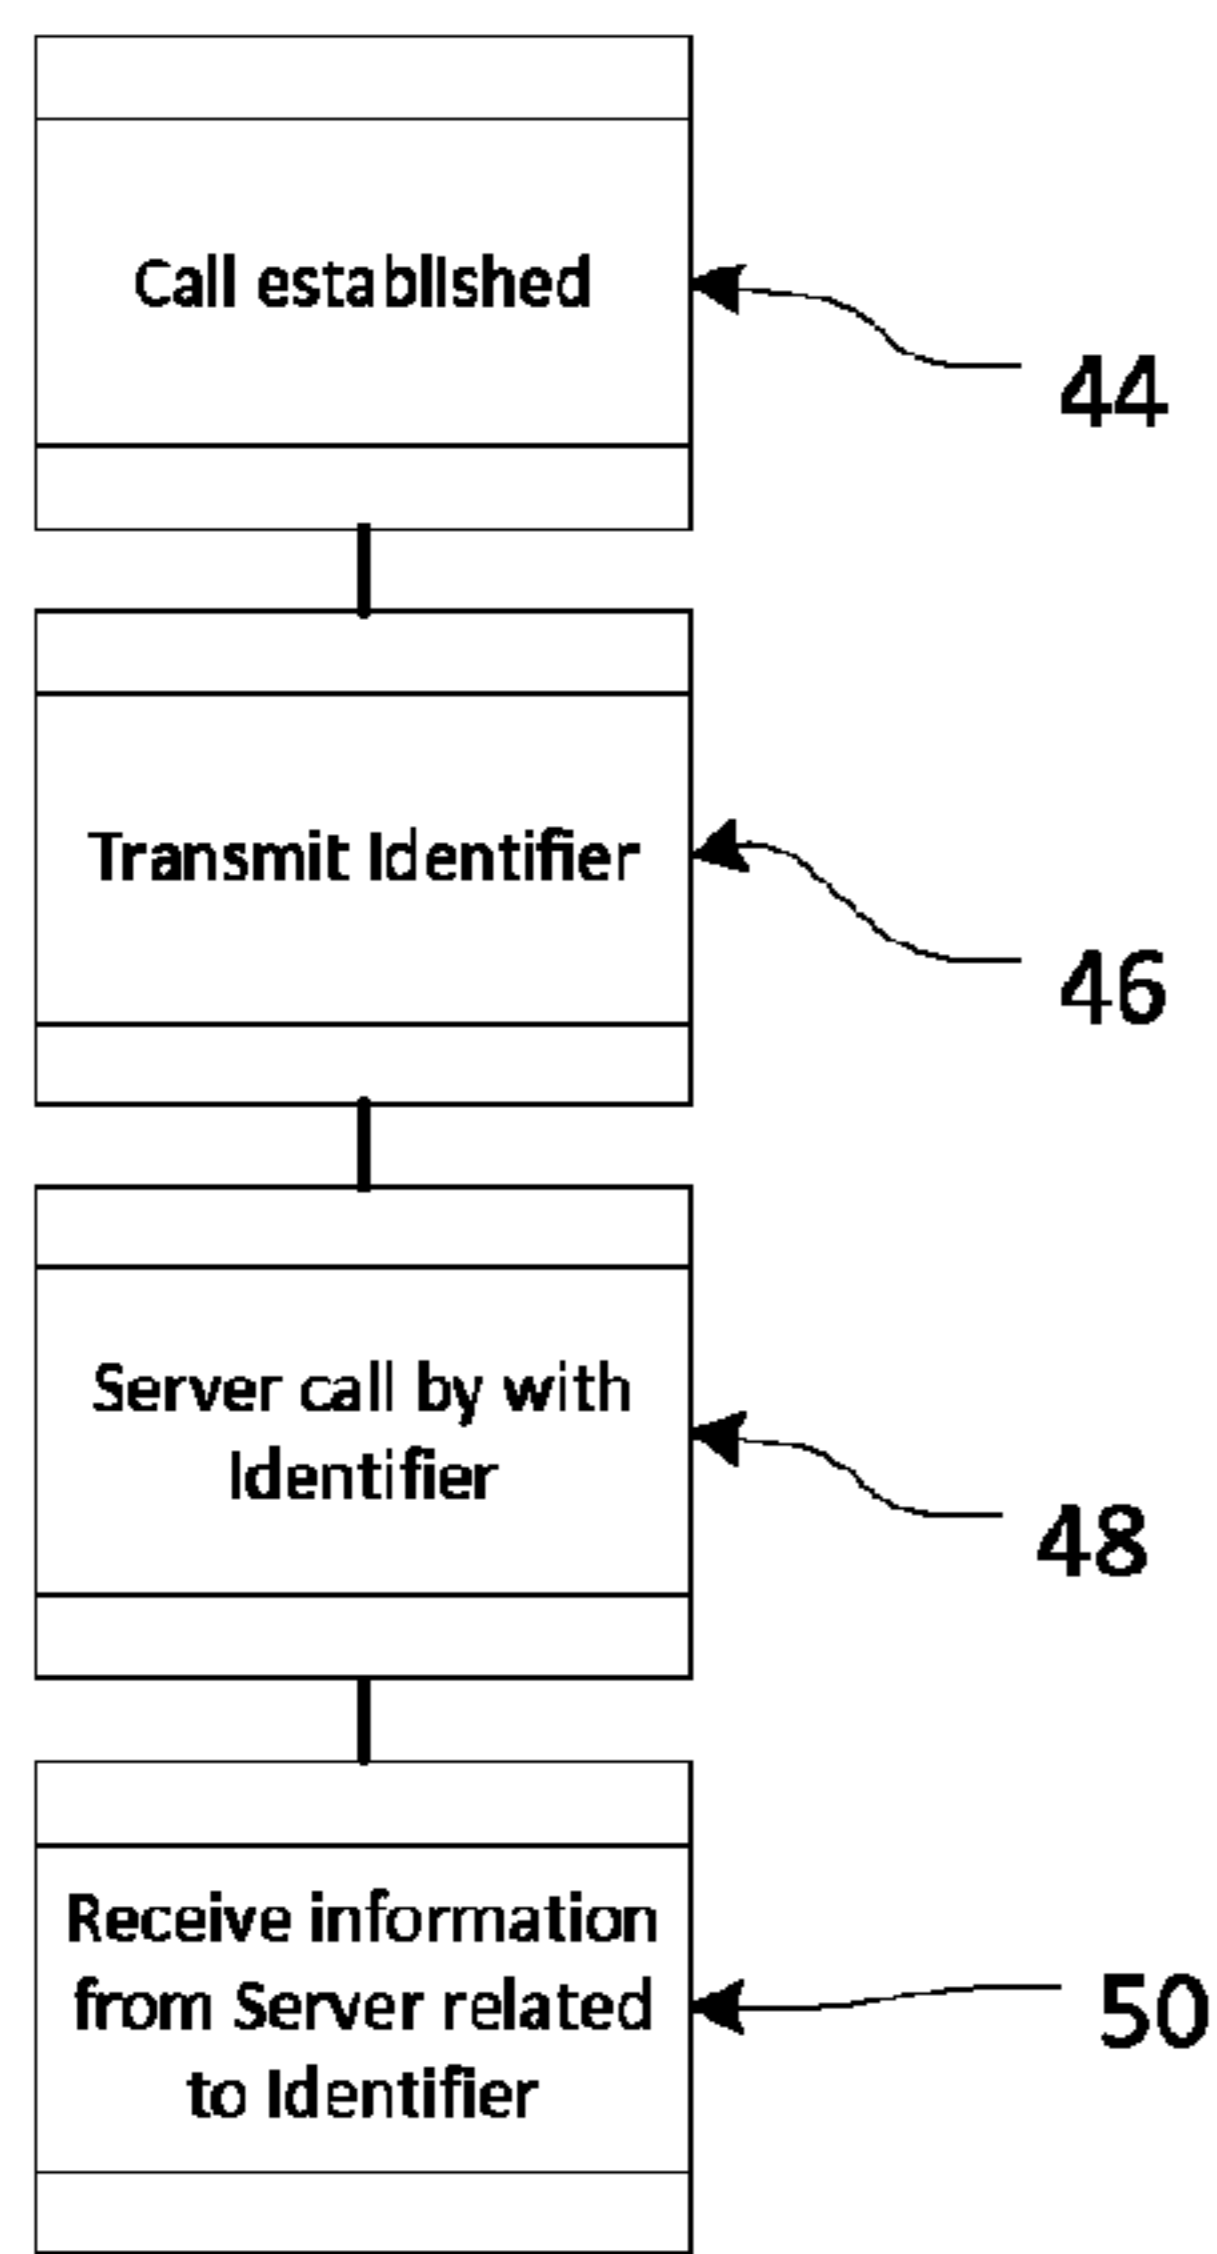 Call established
44
Transmit Identifier
46
Server call by with
Identifier
48
Receive information
from Server related
to Identifier
50